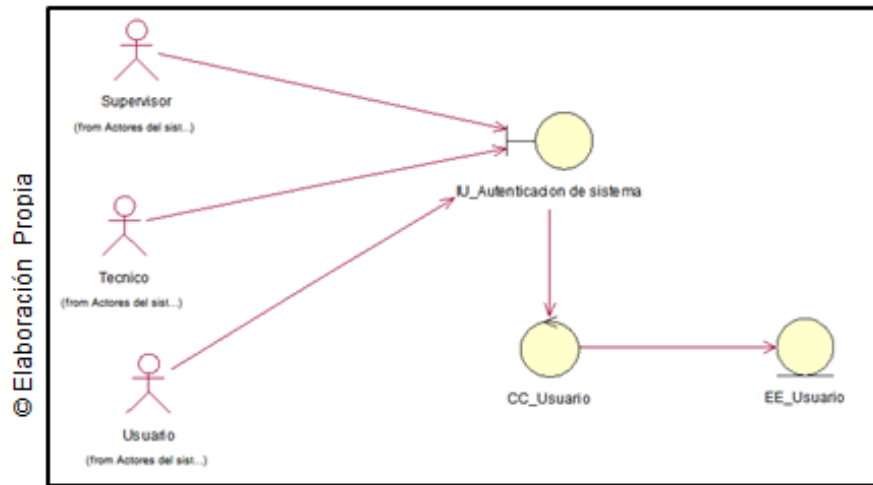 © Elaboración Propia
Supervisor
(from Actores del sist...)
IU_Autenticacion de sistema
Tecnico
(from Actores del sist...)
CC_Usuario
EE_Usuario
Usuario
(from Actores del sist...)